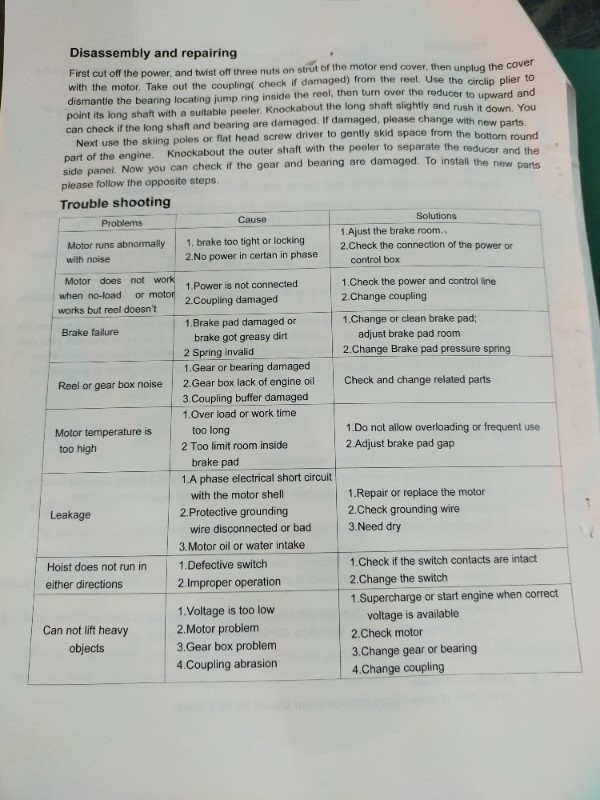 Disassembly and repairing
First cut off the power, and twist off three nuts on strut of the motor end cover, then unplug the cover
with the motor. Take out the coupling( check if damaged) from the reel. Use the circlip plier to
dismantle the bearing locating jump ring inside the reel, then turn over the reducer to upward and
point its long shaft with a suitable peeler. Knockabout the long shaft slightly and rush it down. You
can check if the long shaft and bearing are damaged. If damaged, please change with new parts.
Next use the skiing poles or flat head screw driver to gently skid space from the bottom round
part of the engine. Knockabout the outer shaft with the peeler to separate the reducer and the
side panel. Now you can check if the gear and bearing are damaged. To install the new parts
please follow the opposite steps.
Trouble shooting
Problems
Cause
Solutions
Motor runs abnormally
with noise
1. brake too tight or locking
2.No power in certan in phase
1.Ajust the brake room..
2.Check the connection of the power or
control box
Motor does not work
when no-load or motor
works but reel doesn't
1.Power is not connected
2.Coupling damaged
1.Check the power and control line
2.Change coupling
Brake failure
1.Brake pad damaged or
brake got greasy dirt
2 Spring invalid
1.Change or clean brake pad;
adjust brake pad room
2.Change Brake pad pressure spring
Reel or gear box noise
1.Gear or bearing damaged
2.Gear box lack of engine oil
3.Coupling buffer damaged
Check and change related parts
Motor temperature is
too high
1.Over load or work time
too long
2 Too limit room inside
brake pad
1.Do not allow overloading or frequent use
2.Adjust brake pad gap
Leakage
1.A phase electrical short circuit
with the motor shell
2.Protective grounding
wire disconnected or bad
3.Motor oil or water intake
1.Repair or replace the motor
2.Check grounding wire
3.Need dry
Hoist does not run in
either directions
1.Defective switch
2.Improper operation
1.Check if the switch contacts are intact
2.Change the switch
Can not lift heavy
objects
1.Voltage is too low
2.Motor problem
3.Gear box problem
4.Coupling abrasion
1.Supercharge or start engine when correct
voltage is available
2.Check motor
3.Change gear or bearing
4.Change coupling